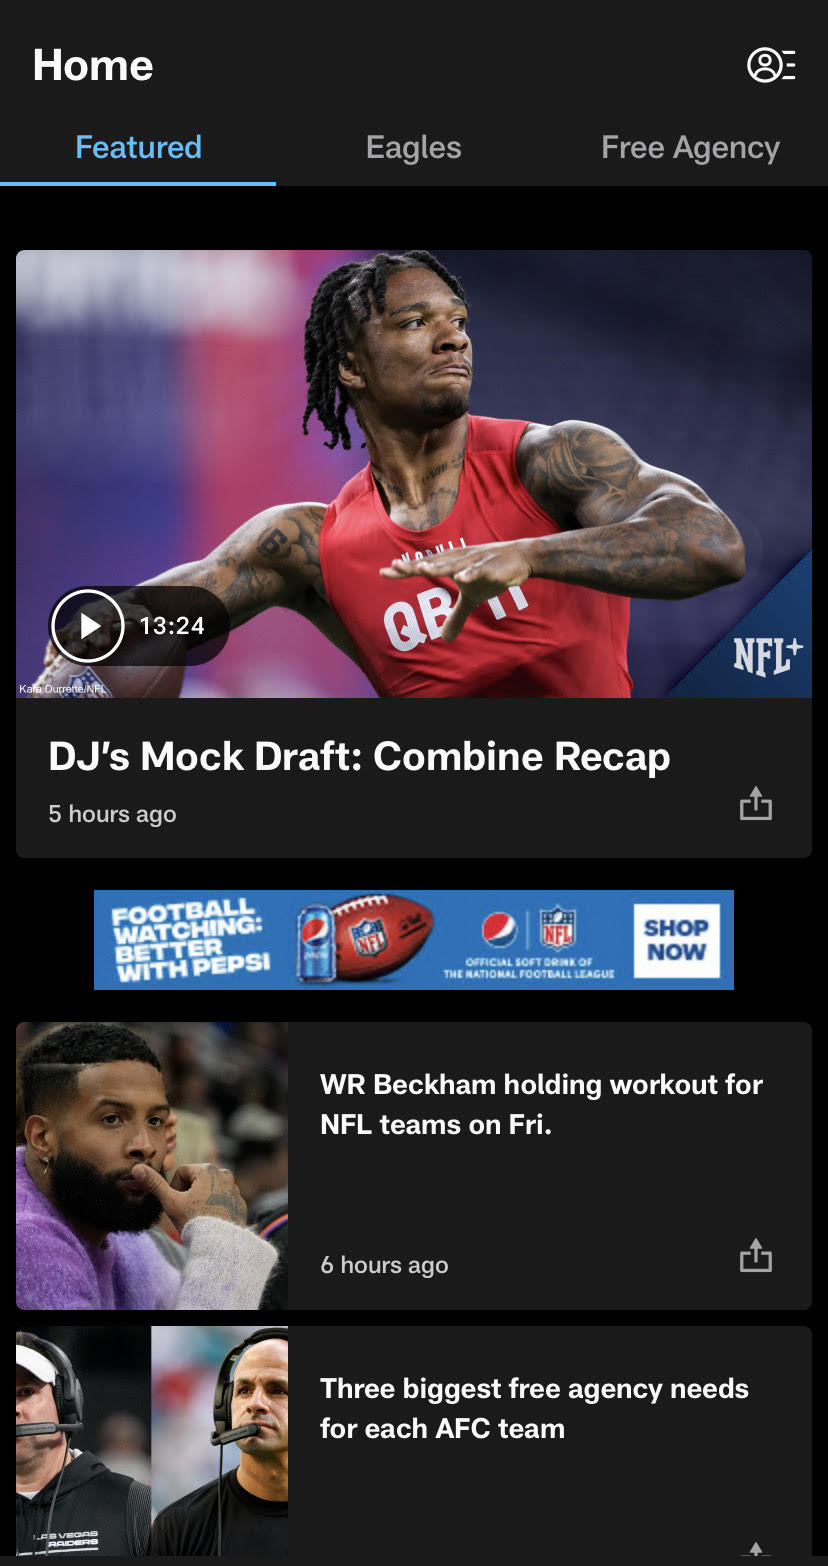 Home
Featured
Eagles
Free Agency
QB 11
13:24
NFL+
Kara Durrette/NFL
DJ's Mock Draft: Combine Recap
5 hours ago
FOOTBALL
WATCHING:
BETTER
WITH PEPSI
pepsi
NFL
NFL
OFFICIAL SOFT DRINK OF
THE NATIONAL FOOTBALL LEAGUE
SHOP
NOW
WR Beckham holding workout for
NFL teams on Fri.
6 hours ago
Three biggest free agency needs
for each AFC team
LAS VEGAS
RAIDERS